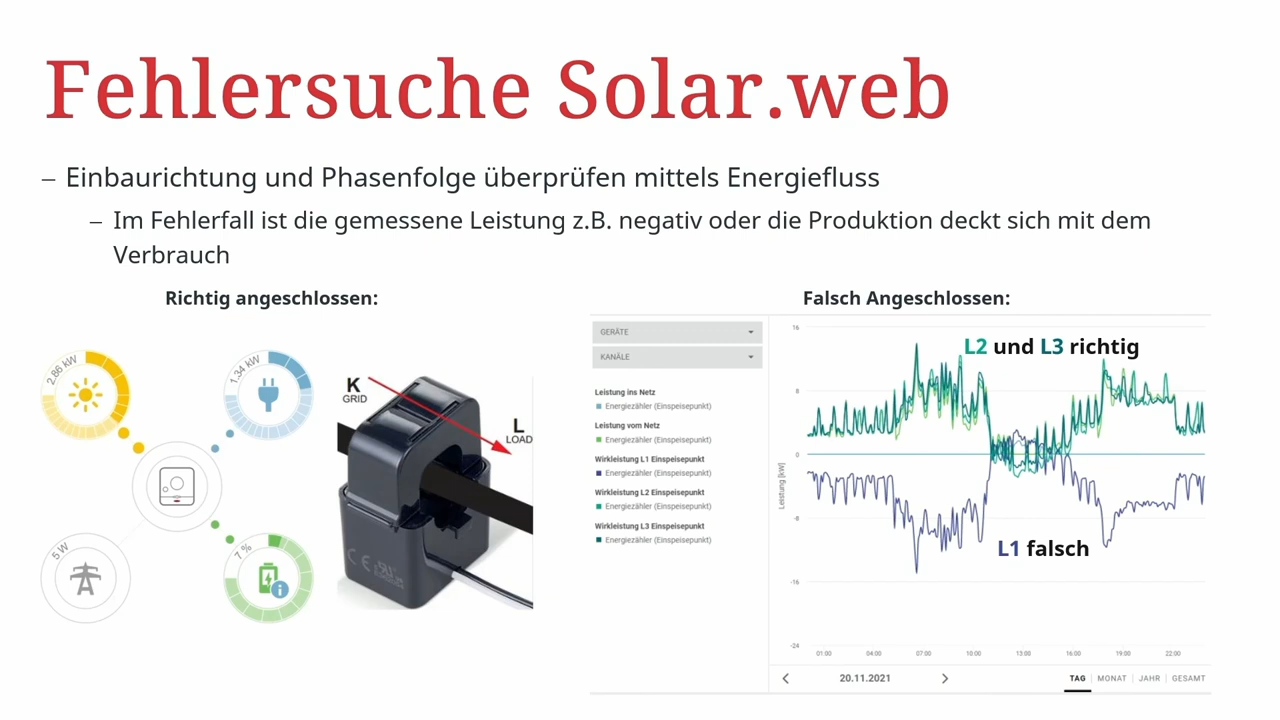 Fehlersuche Solar.web
– Einbaurichtung und Phasenfolge überprüfen mittels Energiefluss
– Im Fehlerfall ist die gemessene Leistung z.B. negativ oder die Produktion deckt sich mit dem
Verbrauch
Richtig angeschlossen:
2,86 kW
1,34 kW
5 W
7 %
K
GRID
L
LOAD
CE
Falsch Angeschlossen:
GERÄTE
KANÄLE
Leistung ins Netz
Energiezähler (Einspeisepunkt)
Leistung vom Netz
Energiezähler (Einspeisepunkt)
Wirkleistung L1 Einspeisepunkt
Energiezähler (Einspeisepunkt)
Wirkleistung L2 Einspeisepunkt
Energiezähler (Einspeisepunkt)
Wirkleistung L3 Einspeisepunkt
Energiezähler (Einspeisepunkt)
L2 und L3 richtig
L1 falsch
Leistung [kW]
16
8
0
-8
-16
-24
01:00 04:00 07:00 10:00 13:00 16:00 19:00 22:00
20.11.2021
TAG MONAT JAHR GESAMT